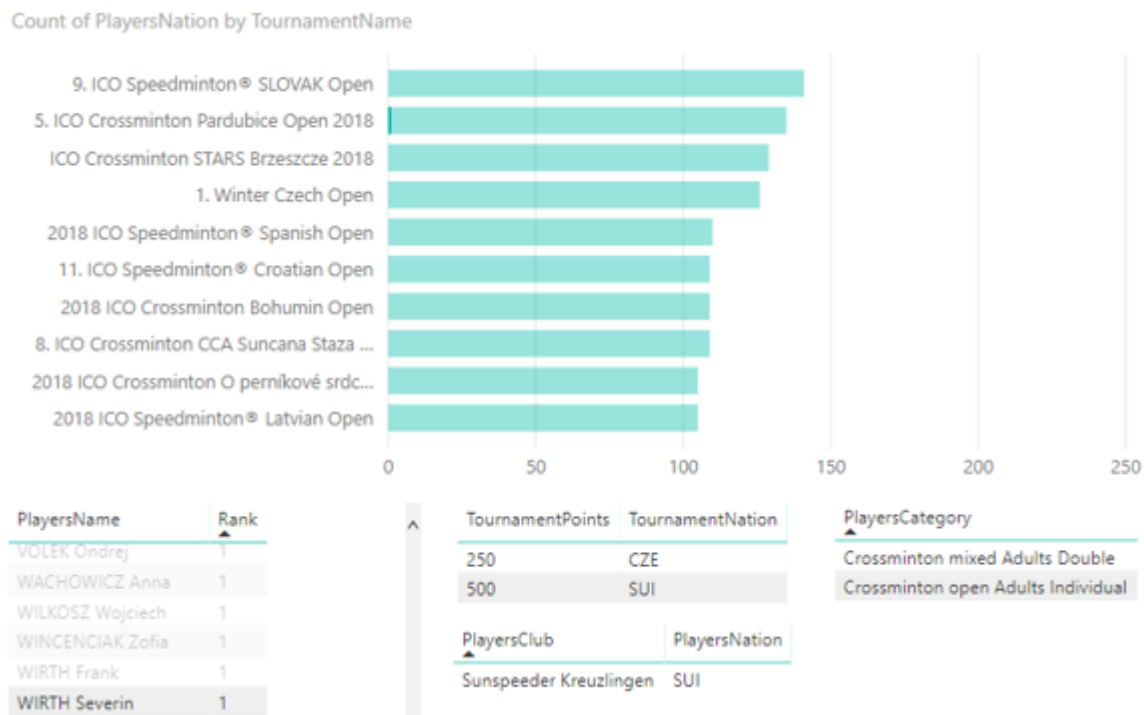 Count of PlayersNation by TournamentName
9. ICO Speedminton® SLOVAK Open
5. ICO Crossminton Pardubice Open 2018
ICO Crossminton STARS Brzeszcze 2018
1. Winter Czech Open
2018 ICO Speedminton® Spanish Open
11. ICO Speedminton® Croatian Open
2018 ICO Crossminton Bohumin Open
8. ICO Crossminton CCA Suncana Staza ...
2018 ICO Crossminton O perníkové srdc...
2018 ICO Speedminton® Latvian Open
0 50 100 150 200 250
PlayersName Rank
VOLEK Ondrej 1
WACHOWICZ Anna 1
WILKOSZ Wojciech 1
WINCENCIAK Zofia 1
WIRTH Frank 1
WIRTH Severin 1
TournamentPoints TournamentNation
250 CZE
500 SUI
PlayersClub PlayersNation
Sunspeeder Kreuzlingen SUI
PlayersCategory
Crossminton mixed Adults Double
Crossminton open Adults Individual